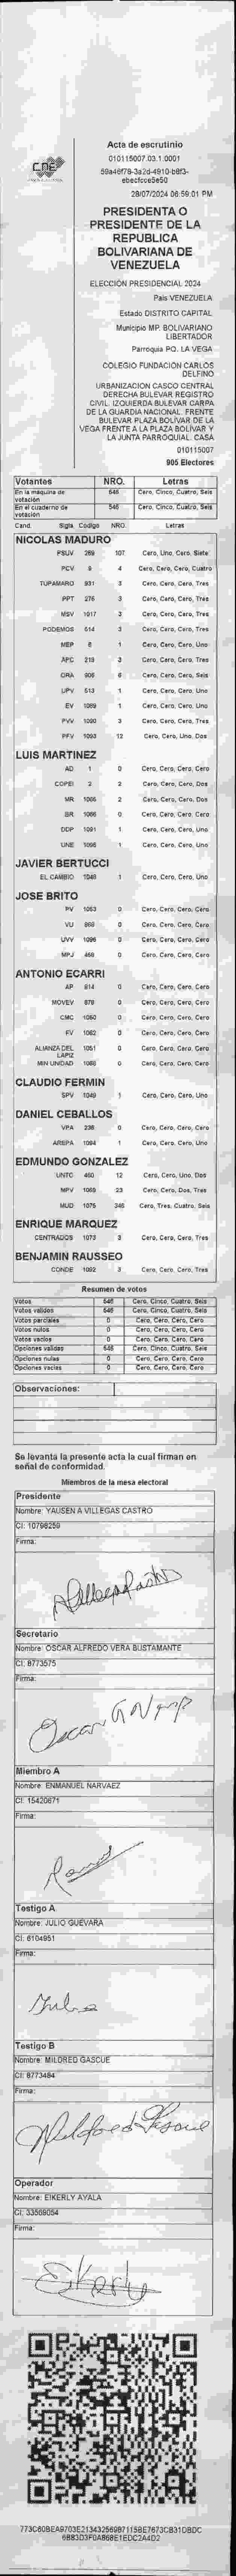 CNE
Acta de escrutinio
010115007.03.1.0001
59a46f78-3a2d-4910-b8f3-
ebecfcce5e50
28/07/2024 06:59:01 PM
PRESIDENTA O
PRESIDENTE DE LA
REPUBLICA
BOLIVARIANA DE
VENEZUELA
ELECCIÓN PRESIDENCIAL 2024
País VENEZUELA
Estado DISTRITO CAPITAL
Municipio MP. BOLIVARIANO
LIBERTADOR
Parroquia PQ. LA VEGA
COLEGIO FUNDACION CARLOS
DELFINO
URBANIZACION CASCO CENTRAL
DERECHA BULEVAR REGISTRO
CIVIL. IZQUIERDA BULEVAR CARPA
DE LA GUARDIA NACIONAL. FRENTE
BULEVAR PLAZA BOLÍVAR DE LA
VEGA FRENTE A LA PLAZA BOLÍVAR Y
LA JUNTA PARROQUIAL. CASA
010115007
905 Electores
Votantes NRO. Letras
En la máquina de votación 546 Cero, Cinco, Cuatro, Seis
En el cuaderno de votación 546 Cero, Cinco, Cuatro, Seis
Cand. Sigla Codigo NRO. Letras
NICOLAS MADURO
PSUV 269 107 Cero, Uno, Cero, Siete
PCV 9 4 Cero, Cero, Cero, Cuatro
TUPAMARO 931 3 Cero, Cero, Cero, Tres
PPT 276 3 Cero, Cero, Cero, Tres
MSV 1017 3 Cero, Cero, Cero, Tres
PODEMOS 614 3 Cero, Cero, Cero, Tres
MEP 6 1 Cero, Cero, Cero, Uno
APC 219 3 Cero, Cero, Cero, Tres
ORA 906 6 Cero, Cero, Cero, Seis
UPV 513 1 Cero, Cero, Cero, Uno
EV 1089 1 Cero, Cero, Cero, Uno
PVV 1090 3 Cero, Cero, Cero, Tres
PFV 1093 12 Cero, Cero, Uno, Dos
LUIS MARTINEZ
AD 1 0 Cero, Cero, Cero, Cero
COPEI 2 2 Cero, Cero, Cero, Dos
MR 1006 2 Cero, Cero, Cero, Dos
BR 1066 0 Cero, Cero, Cero, Cero
DDP 1091 1 Cero, Cero, Cero, Uno
UNE 1095 1 Cero, Cero, Cero, Uno
JAVIER BERTUCCI
EL CAMBIO 1046 1 Cero, Cero, Cero, Uno
JOSE BRITO
PV 1053 0 Cero, Cero, Cero, Cero
VU 868 0 Cero, Cero, Cero, Cero
UVV 1096 0 Cero, Cero, Cero, Cero
MPJ 468 0 Cero, Cero, Cero, Cero
ANTONIO ECARRI
AP 814 0 Cero, Cero, Cero, Cero
MOVEV 878 0 Cero, Cero, Cero, Cero
CMC 1050 0 Cero, Cero, Cero, Cero
FV 1062 0 Cero, Cero, Cero, Cero
ALIANZA DEL LAPIZ 1051 0 Cero, Cero, Cero, Cero
MIN UNIDAD 1088 0 Cero, Cero, Cero, Cero
CLAUDIO FERMIN
SPV 1049 1 Cero, Cero, Cero, Uno
DANIEL CEBALLOS
VPA 238 0 Cero, Cero, Cero, Cero
AREPA 1094 1 Cero, Cero, Cero, Uno
EDMUNDO GONZALEZ
UNTC 460 12 Cero, Cero, Uno, Dos
MPV 1069 23 Cero, Cero, Dos, Tres
MUD 1075 346 Cero, Tres, Cuatro, Seis
ENRIQUE MARQUEZ
CENTRADOS 1073 3 Cero, Cero, Cero, Tres
BENJAMIN RAUSSEO
CONDE 1092 3 Cero, Cero, Cero, Tres
Resumen de votos
Votos 546 Cero, Cinco, Cuatro, Seis
Votos validos 546 Cero, Cinco, Cuatro, Seis
Votos parciales 0 Cero, Cero, Cero, Cero
Votos nulos 0 Cero, Cero, Cero, Cero
Votos vacíos 0 Cero, Cero, Cero, Cero
Opciones validas 546 Cero, Cinco, Cuatro, Seis
Opciones nulas 0 Cero, Cero, Cero, Cero
Opciones vacías 0 Cero, Cero, Cero, Cero
Observaciones:
Se levanta la presente acta la cual firman en
señal de conformidad.
Miembros de la mesa electoral
Presidente
Nombre: YAUSEN A VILLEGAS CASTRO
CI: 10798259
Firma:
Secretario
Nombre: OSCAR ALFREDO VERA BUSTAMANTE
CI: 8773575
Firma:
Oscar
Miembro A
Nombre: ENMANUEL NARVAEZ
CI: 15420671
Firma:
Testigo A
Nombre: JULIO GUEVARA
CI: 6104951
Firma:
Testigo B
Nombre: MILDRED GASCUE
CI: 8773484
Firma:
Mildred Gascue
Operador
Nombre: EIKERLY AYALA
CI: 33569054
Firma:
Eikerly
773C60BEA9703E213432569B7115BE7673CB31DBDC
6B83D3F0A868E1EDC2A4D2